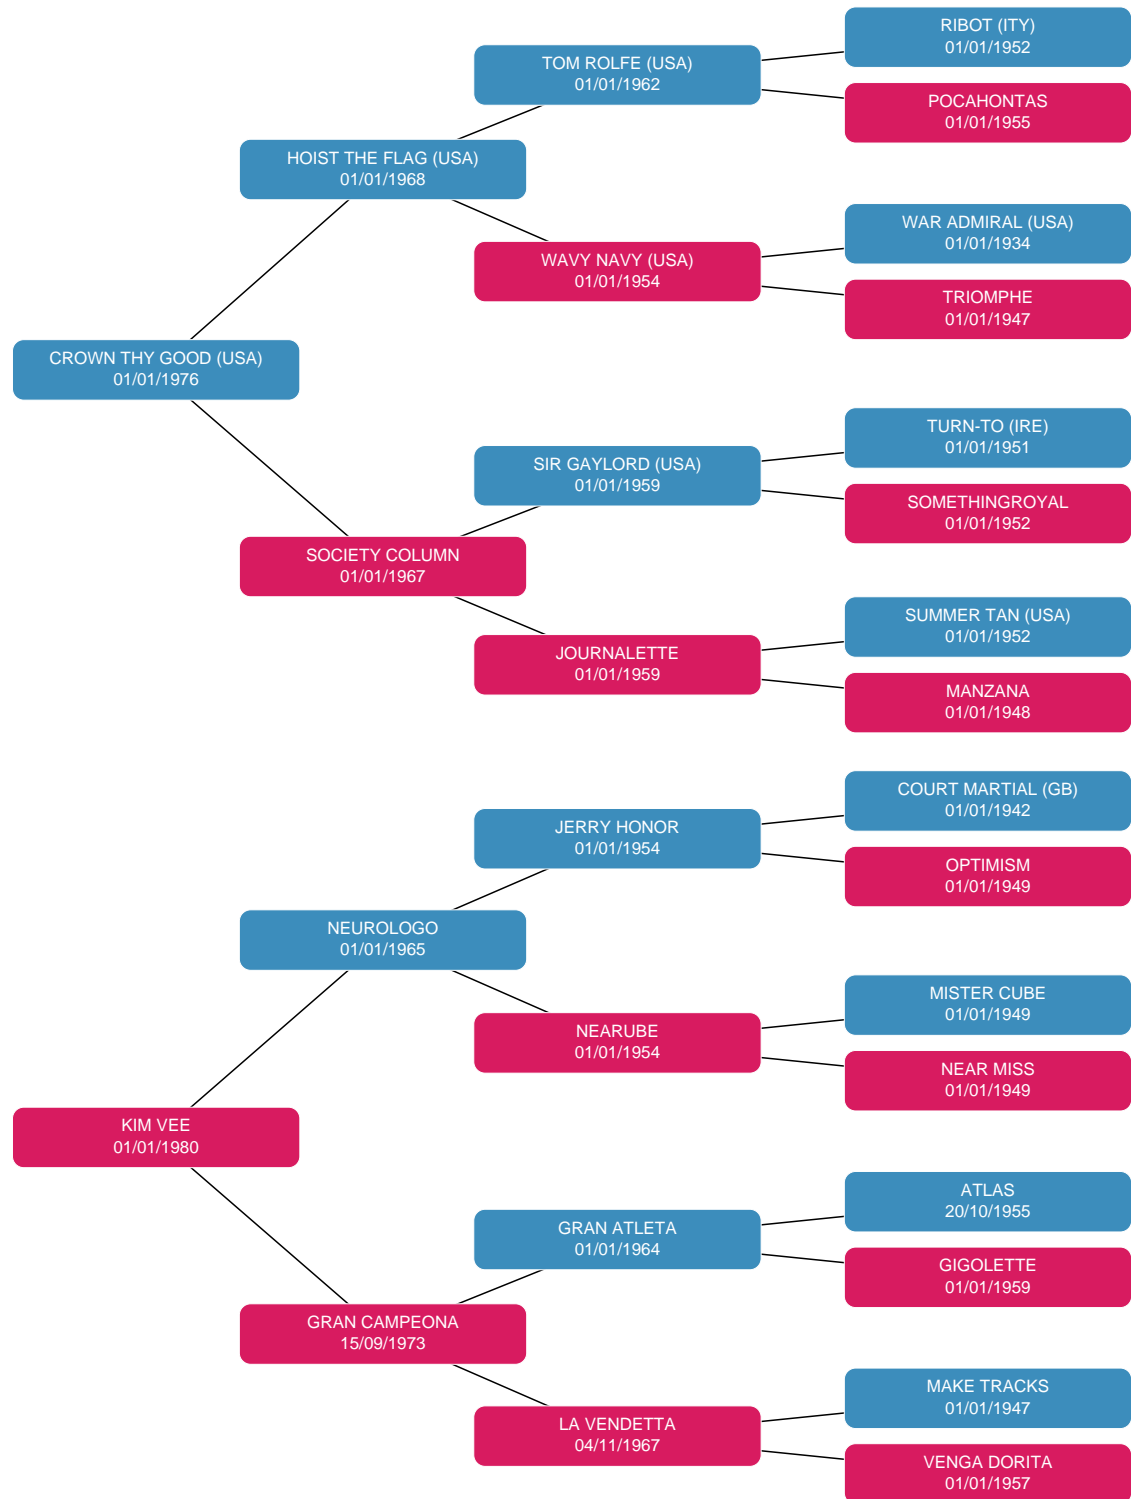 RIBOT (ITY)
01/01/1952
TOM ROLFE (USA)
01/01/1962
POCAHONTAS
01/01/1955
HOIST THE FLAG (USA)
01/01/1968
WAR ADMIRAL (USA)
01/01/1934
WAVY NAVY (USA)
01/01/1954
TRIOMPHE
01/01/1947
CROWN THY GOOD (USA)
01/01/1976
TURN-TO (IRE)
01/01/1951
SIR GAYLORD (USA)
01/01/1959
SOMETHINGROYAL
01/01/1952
SOCIETY COLUMN
01/01/1967
SUMMER TAN (USA)
01/01/1952
JOURNALETTE
01/01/1959
MANZANA
01/01/1948
COURT MARTIAL (GB)
01/01/1942
JERRY HONOR
01/01/1954
OPTIMISM
01/01/1949
NEUROLOGO
01/01/1965
MISTER CUBE
01/01/1949
NEARUBE
01/01/1954
NEAR MISS
01/01/1949
KIM VEE
01/01/1980
ATLAS
20/10/1955
GRAN ATLETA
01/01/1964
GIGOLETTE
01/01/1959
GRAN CAMPEONA
15/09/1973
MAKE TRACKS
01/01/1947
LA VENDETTA
04/11/1967
VENGA DORITA
01/01/1957